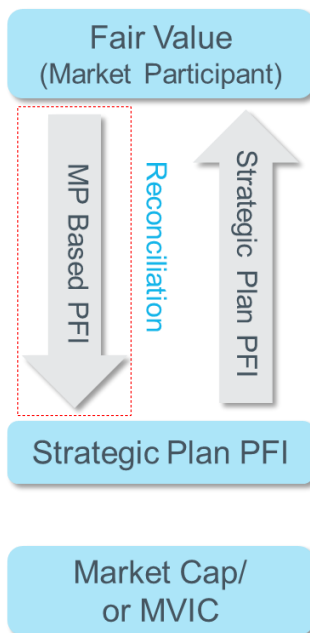 Fair Value
(Market Participant)
MP Based PFI
Reconciliation
Strategic Plan PFI
Strategic Plan PFI
Market Cap/
or MVIC